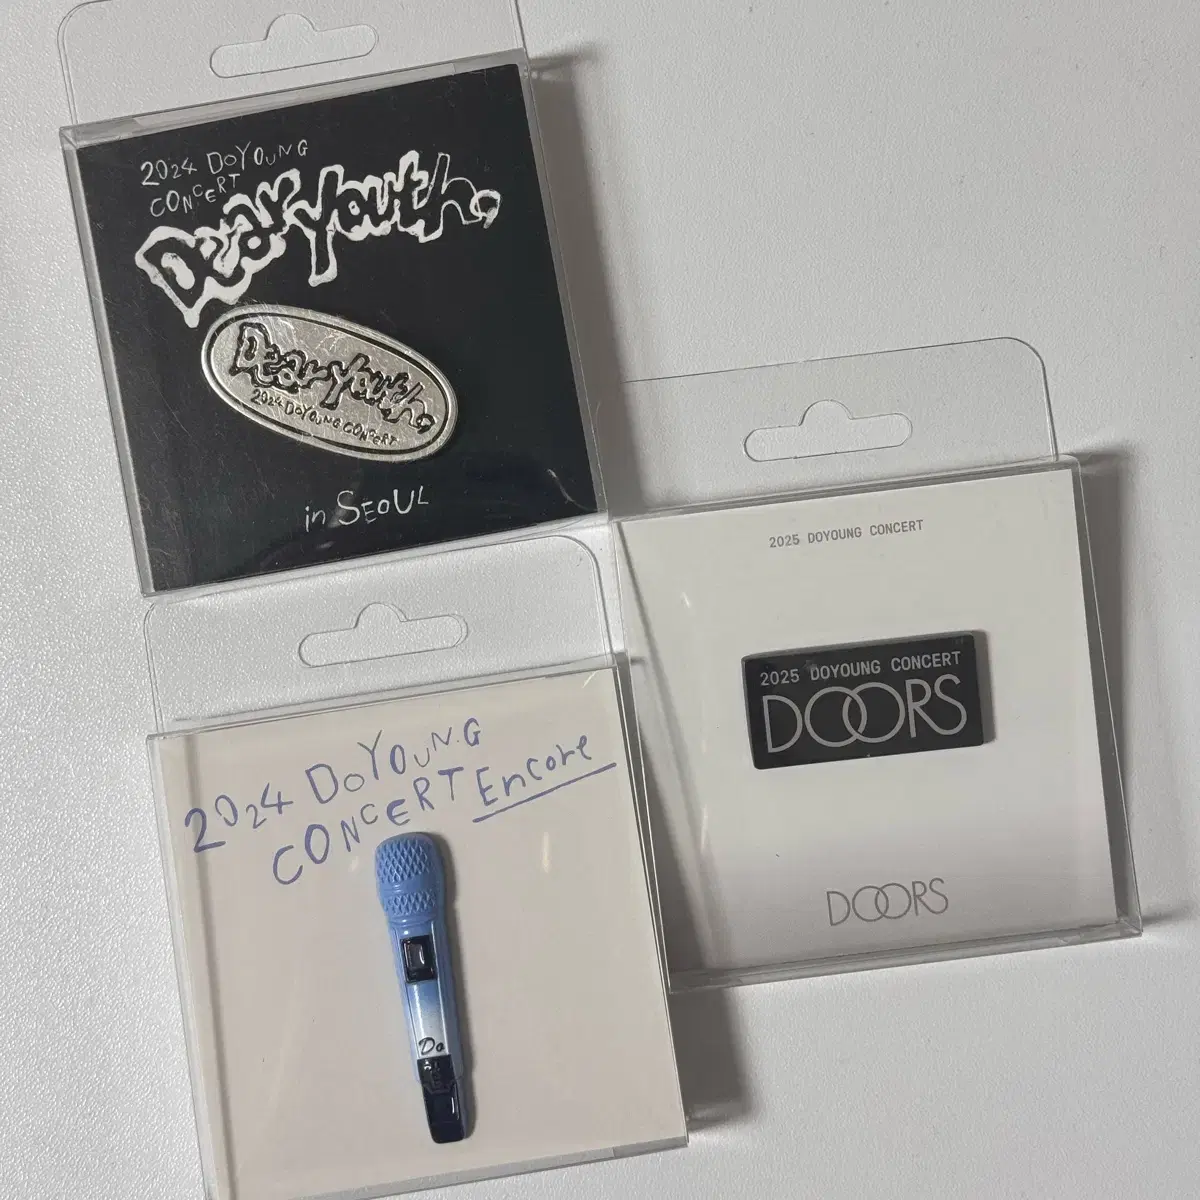 2024 DOYOUNG
CONCERT
Dear Youth,
Dear Youth,
2024 DOYOUNG CONCERT
in SEOUL
2025 DOYOUNG CONCERT
2025 DOYOUNG CONCERT
DOORS
DOORS
2024 DOYOUNG
CONCERT Encore
Do